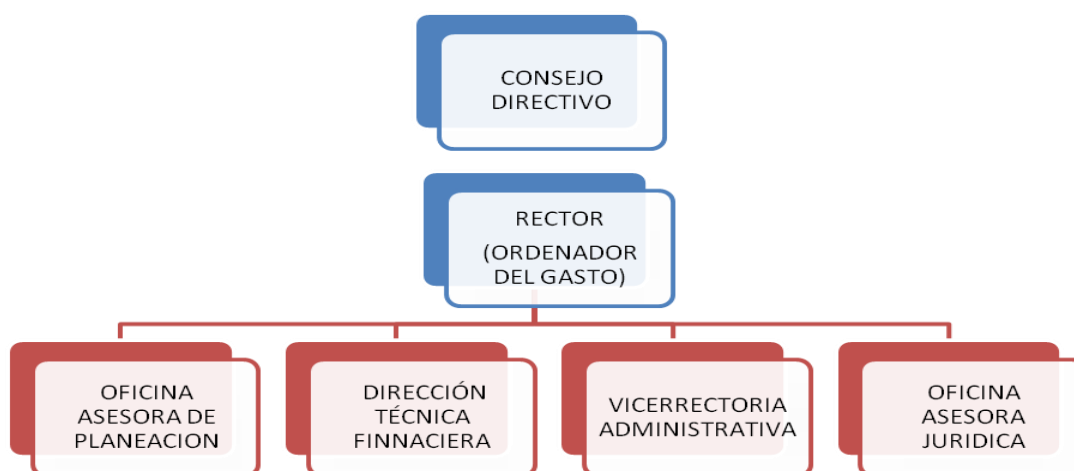 CONSEJO
DIRECTIVO
RECTOR
(ORDENADOR
DEL GASTO)
OFICINA
ASESORA DE
PLANEACION
DIRECCIÓN
TÉCNICA
FINNACIERA
VICERRECTORIA
ADMINISTRATIVA
OFICINA
ASESORA
JURIDICA